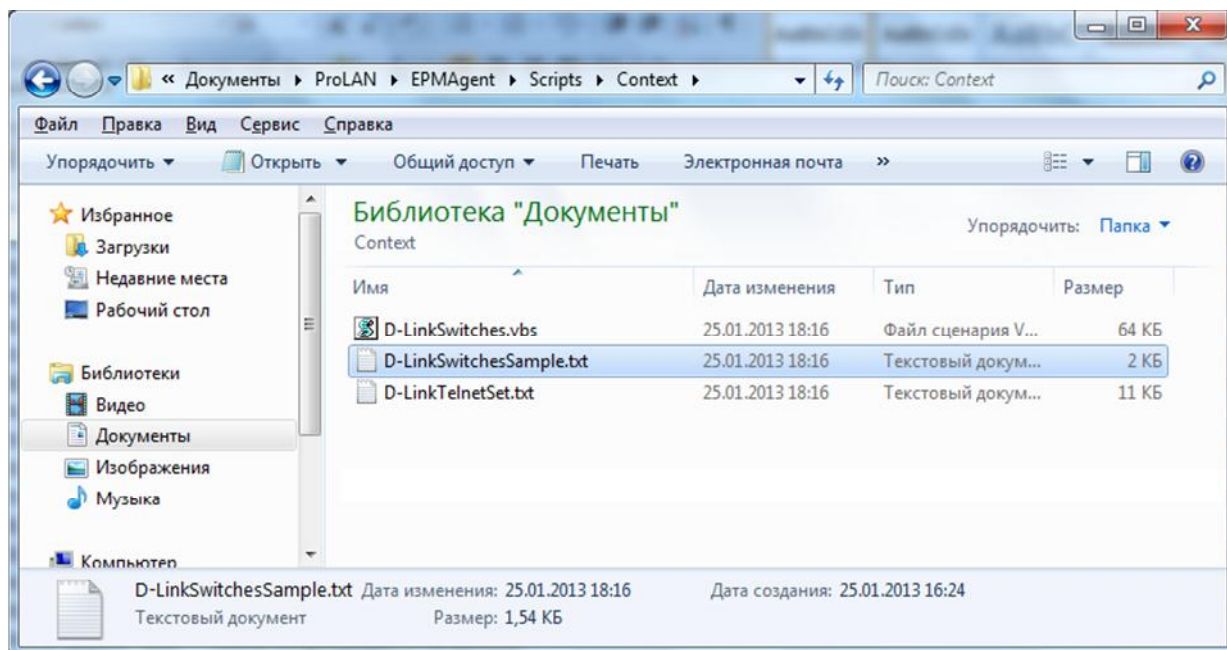 « Документы ▸ ProLAN ▸ EPMAgent ▸ Scripts ▸ Context ▸ Поиск: Context
Файл Правка Вид Сервис Справка
Упорядочить Открыть Общий доступ Печать Электронная почта »
Избранное
Загрузки
Недавние места
Рабочий стол
Библиотеки
Видео
Документы
Изображения
Музыка
Компьютер
Библиотека "Документы"
Context
Упорядочить: Папка
Имя Дата изменения Тип Размер
D-LinkSwitches.vbs 25.01.2013 18:16 Файл сценария V... 64 КБ
D-LinkSwitchesSample.txt 25.01.2013 18:16 Текстовый докум... 2 КБ
D-LinkTelnetSet.txt 25.01.2013 18:16 Текстовый докум... 11 КБ
D-LinkSwitchesSample.txt Дата изменения: 25.01.2013 18:16 Дата создания: 25.01.2013 16:24
Текстовый документ Размер: 1,54 КБ